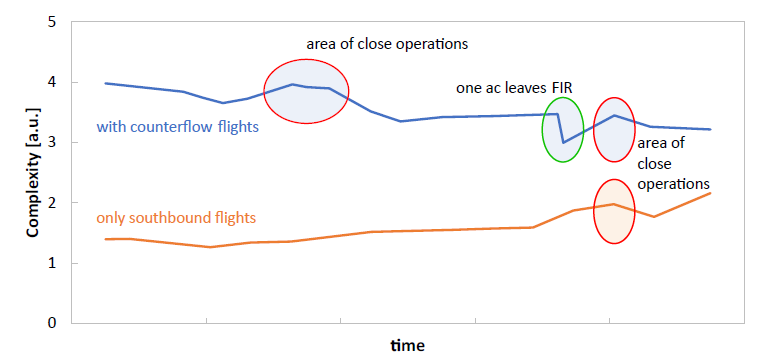 5
area of close operations
4
one ac leaves FIR
with counterflow flights
3
area of
close
operations
Complexity [a.u.]
2
only southbound flights
1
0
time